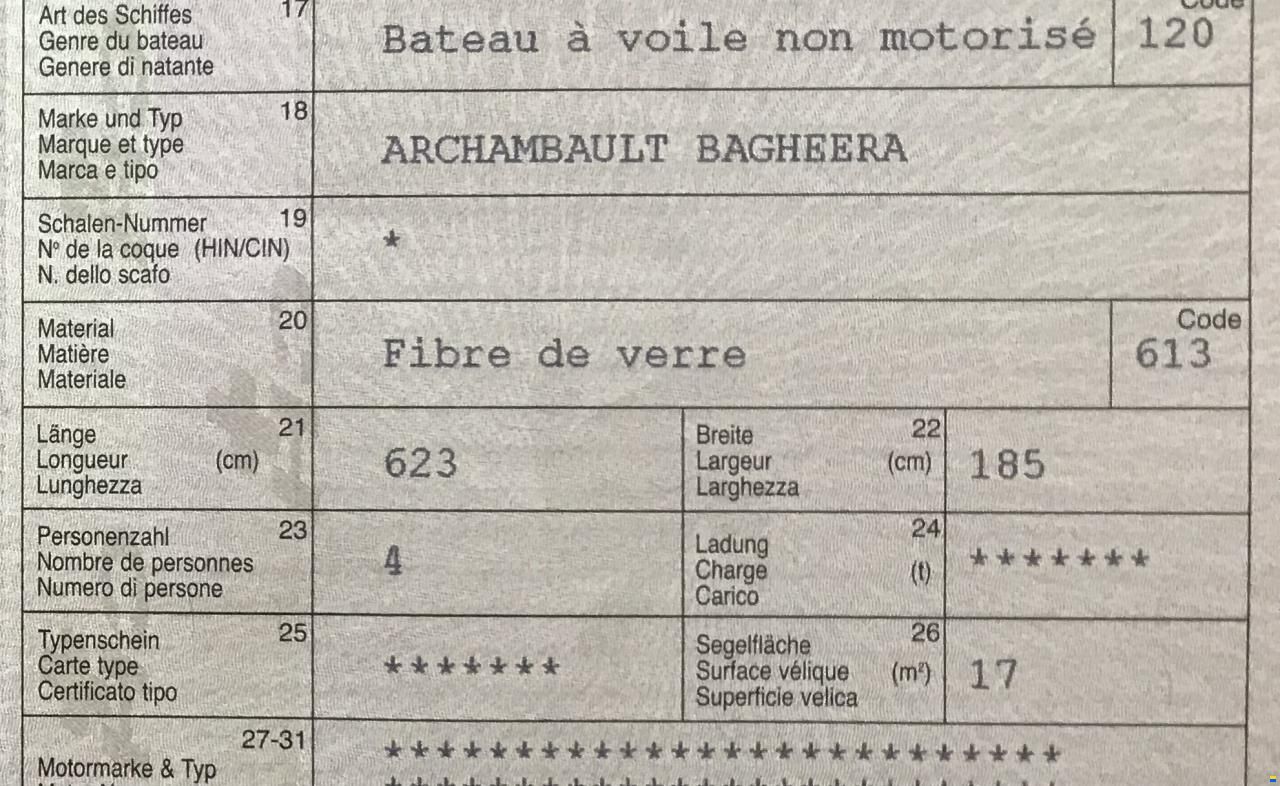 Art des Schiffes 17
Genre du bateau
Genere di natante
Bateau à voile non motorisé
Code
120
Marke und Typ 18
Marque et type
Marca e tipo
ARCHAMBAULT BAGHEERA
Schalen-Nummer 19
Nº de la coque (HIN/CIN)
N. dello scafo
*
Material 20
Matière
Materiale
Fibre de verre
Code
613
Länge 21
Longueur (cm)
Lunghezza
623
Breite 22
Largeur (cm)
Larghezza
185
Personenzahl 23
Nombre de personnes
Numero di persone
4
Ladung 24
Charge (t)
Carico
*******
Typenschein 25
Carte type
Certificato tipo
*******
Segelfläche 26
Surface vélique (m²)
Superficie velica
17
27-31
Motormarke & Typ
**************************